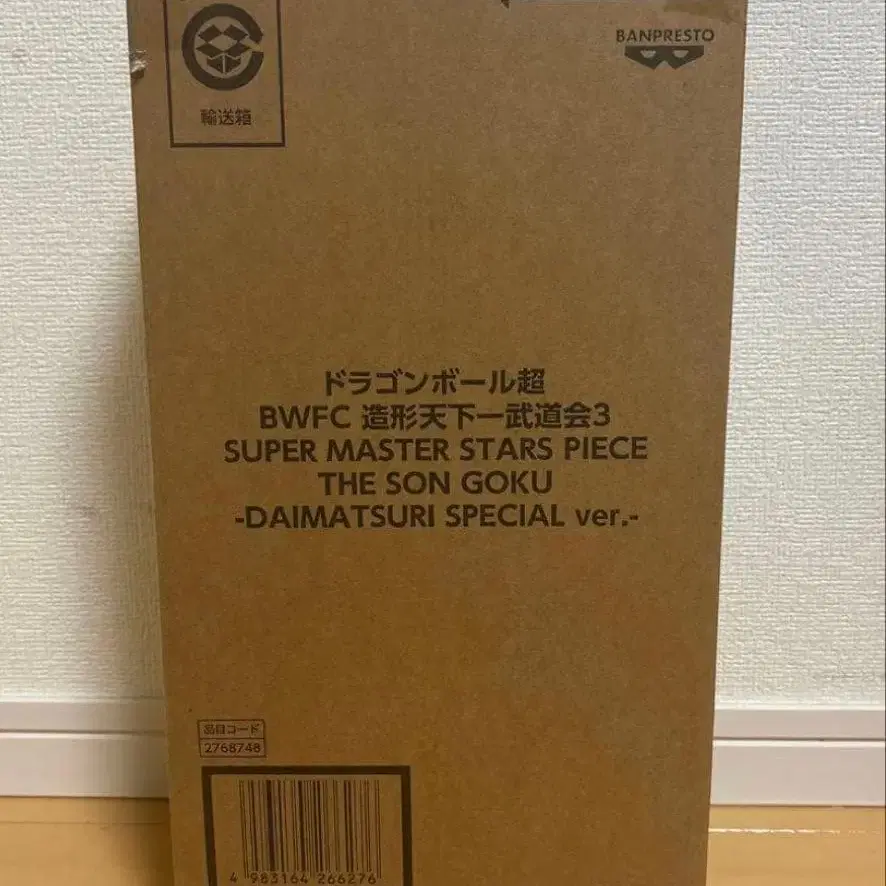 BANPRESTO
輸送箱
ドラゴンボール超
BWFC 造形天下一武道会3
SUPER MASTER STARS PIECE
THE SON GOKU
-DAIMATSURI SPECIAL ver.-
品目コード
2768748
4 983164 266276